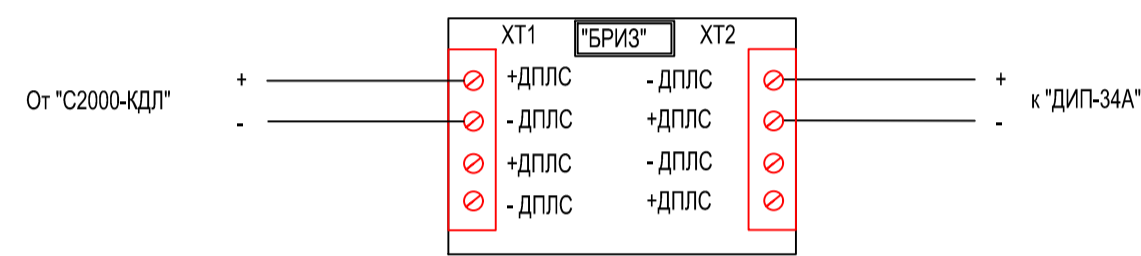 XT1 "БРИЗ" XT2
+ +ДПЛС - ДПЛС +
От "С2000-КДЛ" к "ДИП-34А"
- - ДПЛС +ДПЛС -
+ДПЛС - ДПЛС
- ДПЛС +ДПЛС